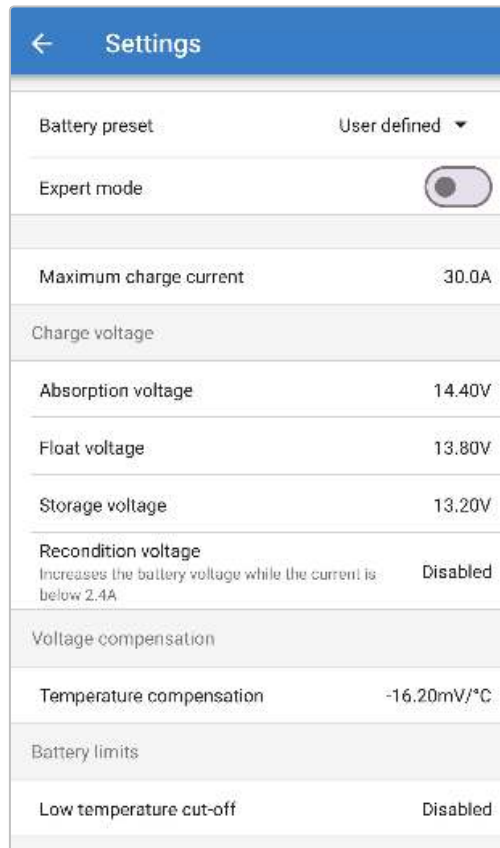 Settings
Battery preset User defined
Expert mode
Maximum charge current 30.0A
Charge voltage
Absorption voltage 14.40V
Float voltage 13.80V
Storage voltage 13.20V
Recondition voltage
Increases the battery voltage while the current is Disabled
below 2.4A
Voltage compensation
Temperature compensation -16.20mV/°C
Battery limits
Low temperature cut-off Disabled